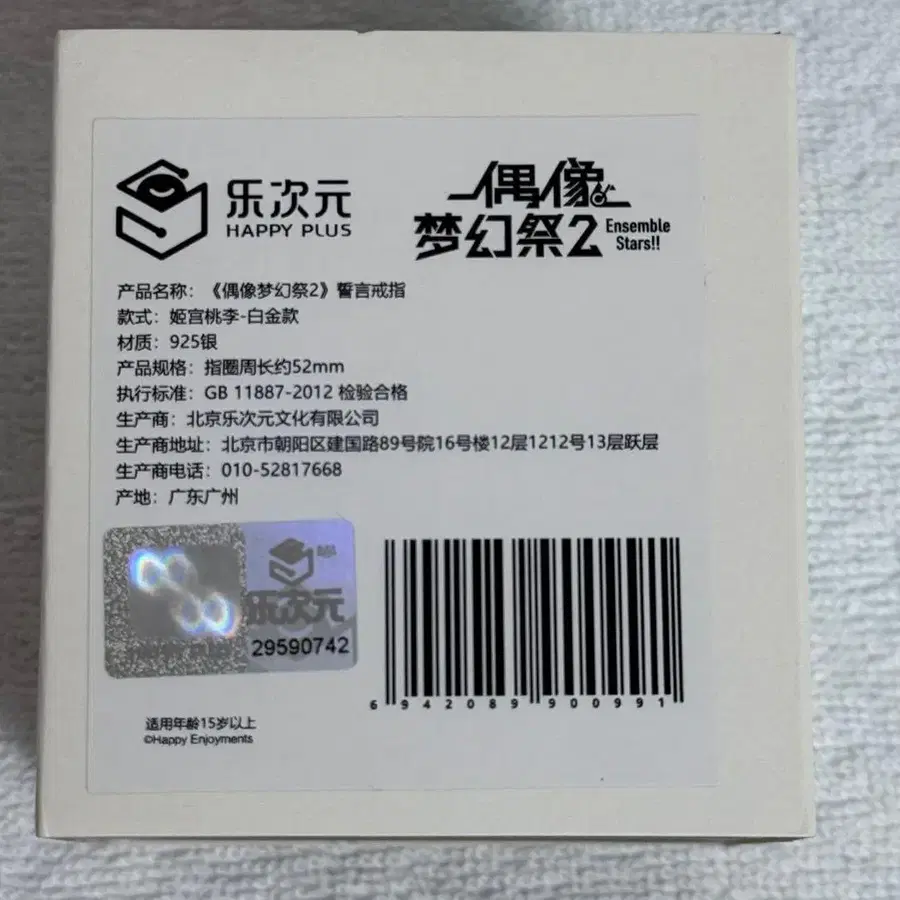 乐次元
HAPPY PLUS
偶像
梦幻祭2
Ensemble
Stars!!
产品名称：《偶像梦幻祭2》誓言戒指
款式：姬宫桃李-白金款
材质：925银
产品规格：指圈周长约52mm
执行标准：GB 11887-2012 检验合格
生产商：北京乐次元文化有限公司
生产商地址：北京市朝阳区建国路89号院16号楼12层1212号13层跃层
生产商电话：010-52817668
产地：广东广州
乐次元
29590742
6 942089 900991
适用年龄15岁以上
©Happy Enjoyments